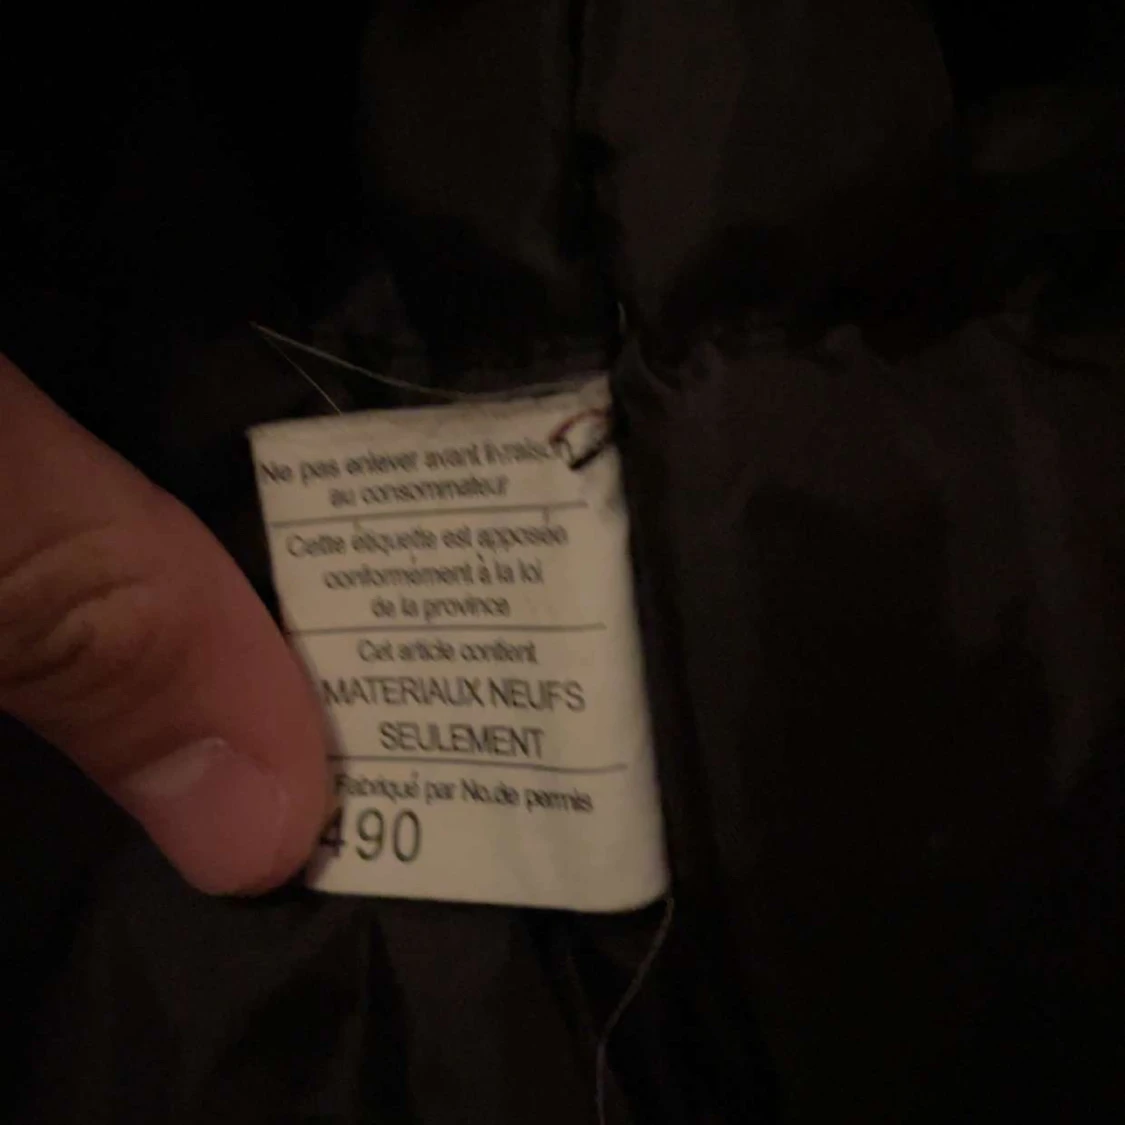 Ne pas enlever avant livraison
au consommateur
Cette étiquette est apposée
conformément à la loi
de la province
Cet article contient
MATERIAUX NEUFS
SEULEMENT
Fabriqué par No.de permis
490